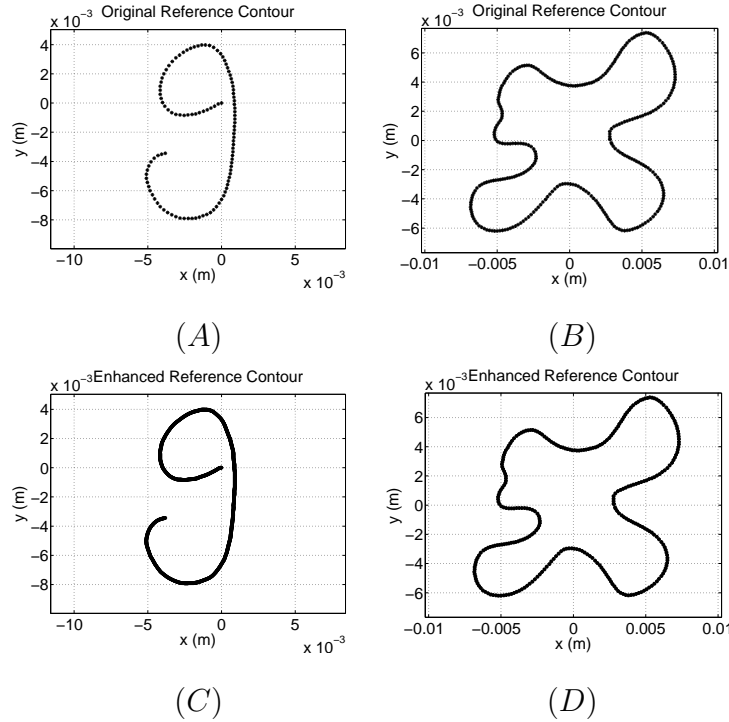 Original Reference Contour
x 10⁻³
4
2
0
−2
−4
−6
−8
y (m)
−10
−5
0
5
x (m)
x 10⁻³
(A)
Original Reference Contour
x 10⁻³
6
4
2
0
−2
−4
−6
y (m)
−0.01
−0.005
0
0.005
0.01
x (m)
(B)
x 10⁻³Enhanced Reference Contour
4
2
0
−2
−4
−6
−8
y (m)
−10
−5
0
5
x (m)
x 10⁻³
(C)
x 10⁻³Enhanced Reference Contour
6
4
2
0
−2
−4
−6
y (m)
−0.01
−0.005
0
0.005
0.01
x (m)
(D)